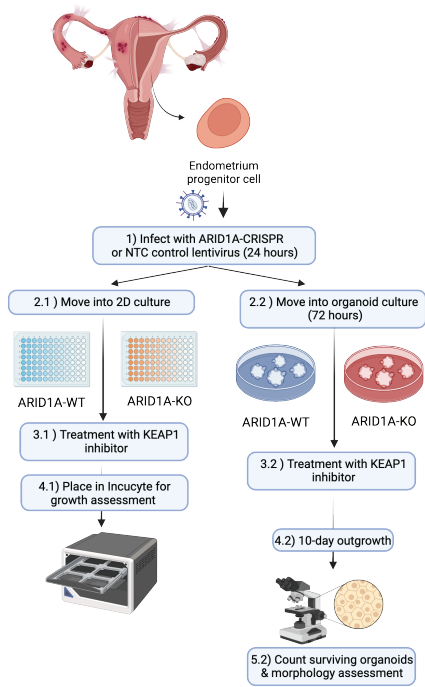 Endometrium
progenitor cell
1) Infect with ARID1A-CRISPR
or NTC control lentivirus (24 hours)
2.1 ) Move into 2D culture
2.2 ) Move into organoid culture
(72 hours)
ARID1A-WT
ARID1A-KO
ARID1A-WT
ARID1A-KO
3.1 ) Treatment with KEAP1
inhibitor
3.2 ) Treatment with KEAP1
inhibitor
4.1) Place in Incucyte for
growth assessment
4.2) 10-day outgrowth
5.2) Count surviving organoids
& morphology assessment